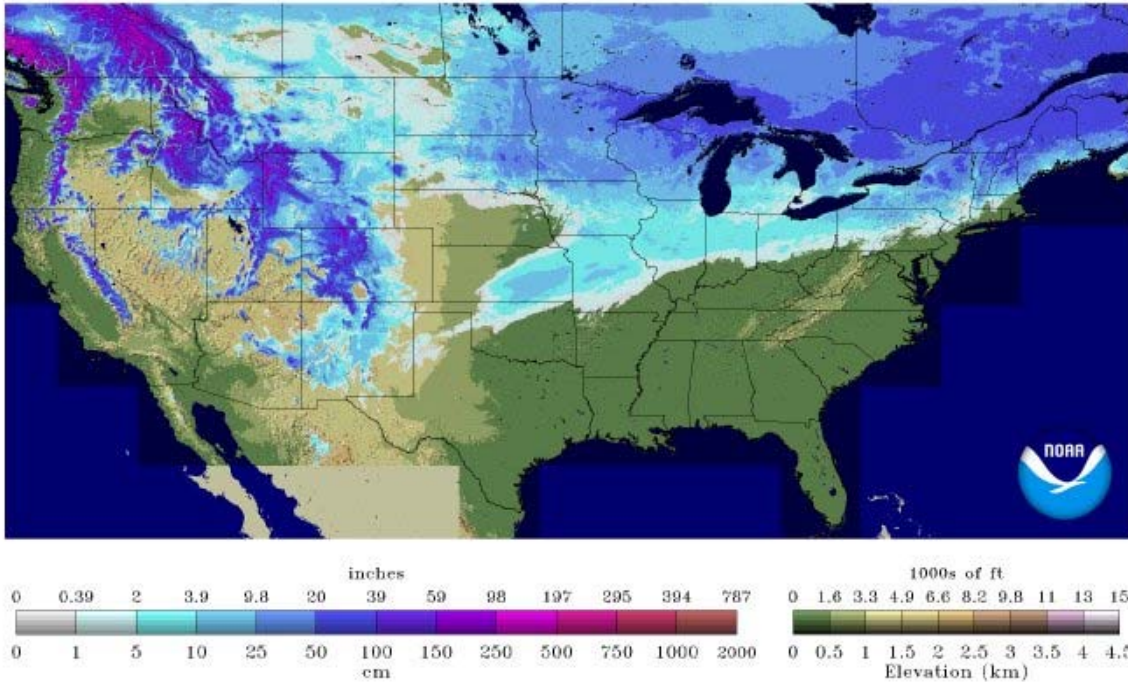 NOAA
inches
0 0.39 2 3.9 9.8 20 39 59 98 197 295 394 787
0 1 5 10 25 50 100 150 250 500 750 1000 2000
cm
1000s of ft
0 1.6 3.3 4.9 6.6 8.2 9.8 11 13 15
0 0.5 1 1.5 2 2.5 3 3.5 4 4.5
Elevation (km)